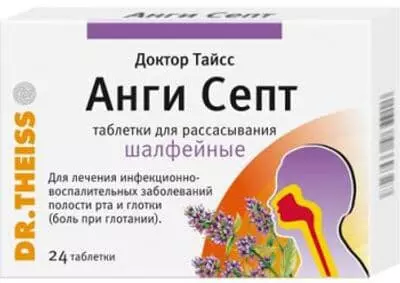 Доктор Тайсс
Анги Септ
таблетки для рассасывания
шалфейные
Для лечения инфекционно-
воспалительных заболеваний
полости рта и глотки
(боль при глотании).
24 таблетки
DR.THEISS